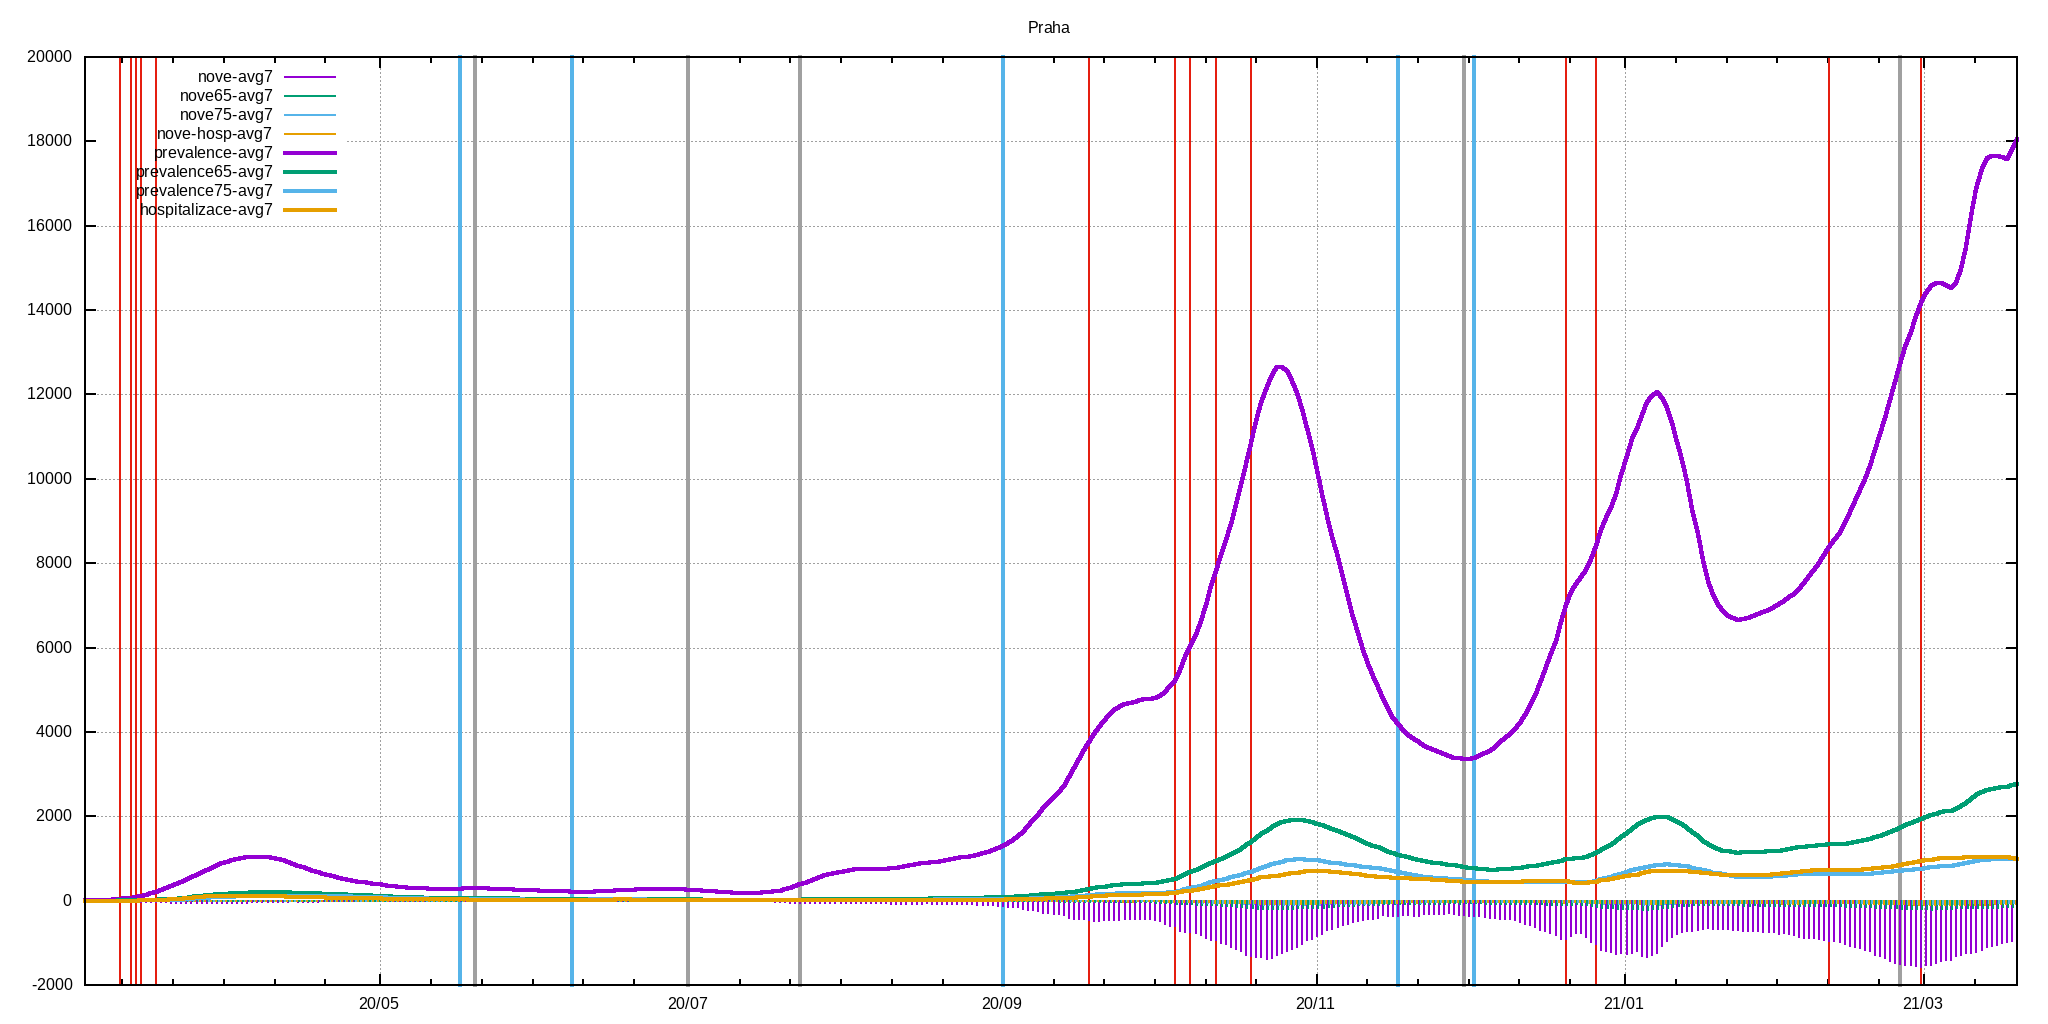 Praha
20000
18000
16000
14000
12000
10000
8000
6000
4000
2000
0
-2000
nove-avg7
nove65-avg7
nove75-avg7
nove-hosp-avg7
prevalence-avg7
prevalence65-avg7
prevalence75-avg7
hospitalizace-avg7
20/05 20/07 20/09 20/11 21/01 21/03